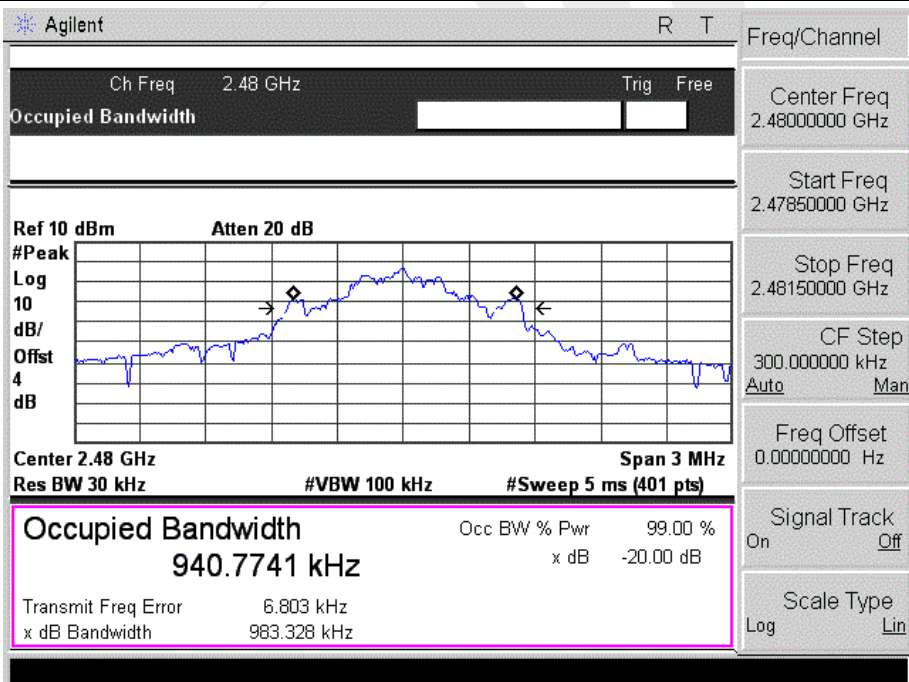 Agilent R T
Ch Freq 2.48 GHz Trig Free
Occupied Bandwidth
Ref 10 dBm Atten 20 dB
#Peak
Log
10
dB/
Offst
4
dB
Center 2.48 GHz Span 3 MHz
Res BW 30 kHz #VBW 100 kHz #Sweep 5 ms (401 pts)
Occupied Bandwidth
940.7741 kHz
Occ BW % Pwr 99.00 %
x dB -20.00 dB
Transmit Freq Error 6.803 kHz
x dB Bandwidth 983.328 kHz
Freq/Channel
Center Freq
2.48000000 GHz
Start Freq
2.47850000 GHz
Stop Freq
2.48150000 GHz
CF Step
300.000000 kHz
Auto Man
Freq Offset
0.00000000 Hz
Signal Track
On Off
Scale Type
Log Lin